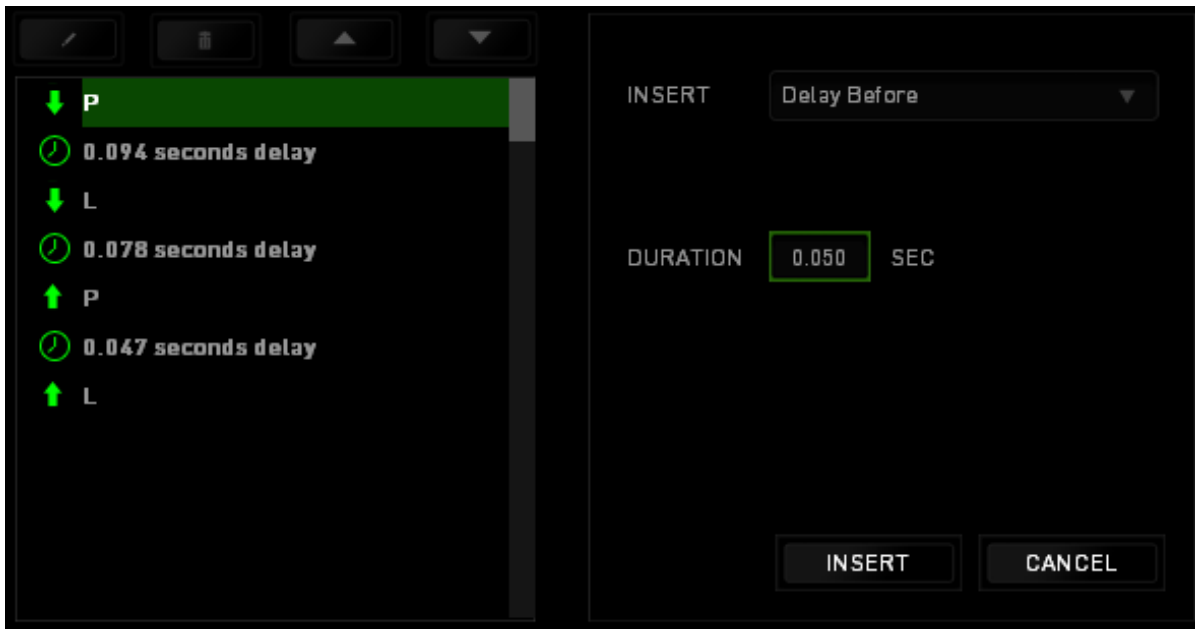 P
0.094 seconds delay
L
0.078 seconds delay
P
0.047 seconds delay
L
INSERT Delay Before
DURATION 0.050 SEC
INSERT CANCEL